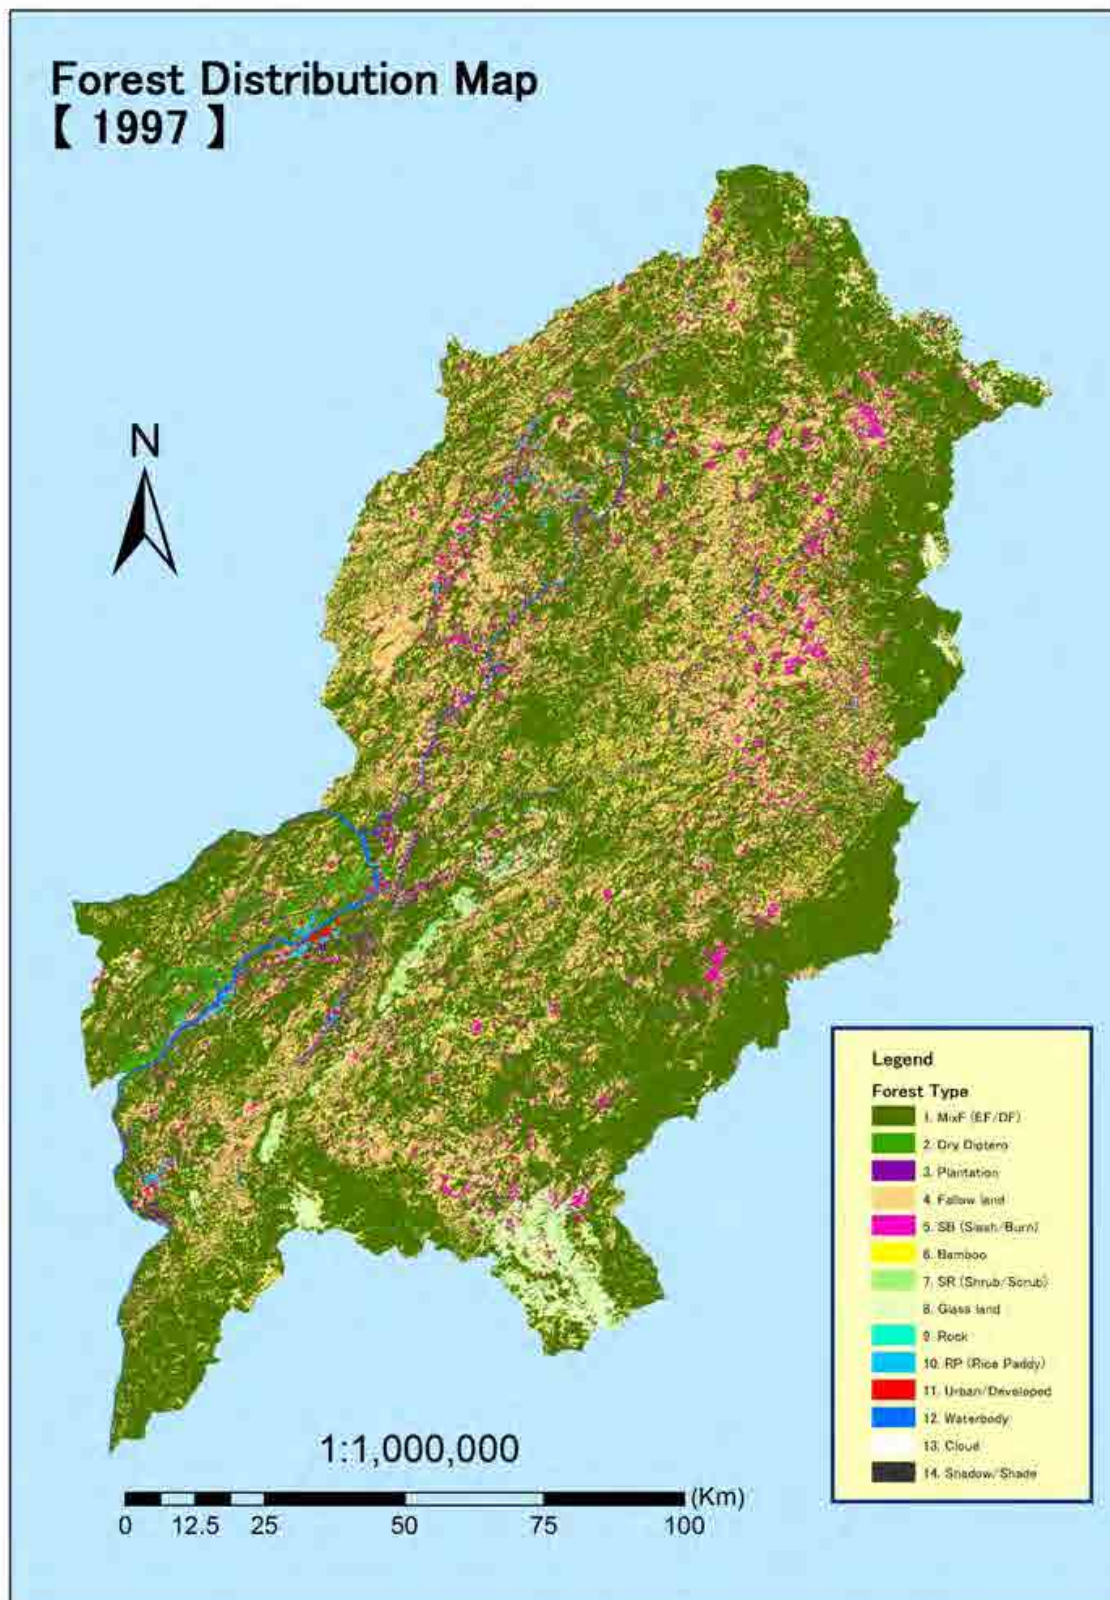 Forest Distribution Map
【 1997 】
N
Legend
Forest Type
1. MixF (EF/DF)
2. Dry Diptero
3. Plantation
4. Fallow land
5. SB (Slash/Burn)
6. Bamboo
7. SR (Shrub/Scrub)
8. Glass land
9. Rock
10. RP (Rice Paddy)
11. Urban/Developed
12. Waterbody
13. Cloud
14. Shadow/Shade
1:1,000,000
(Km)
0 12.5 25 50 75 100